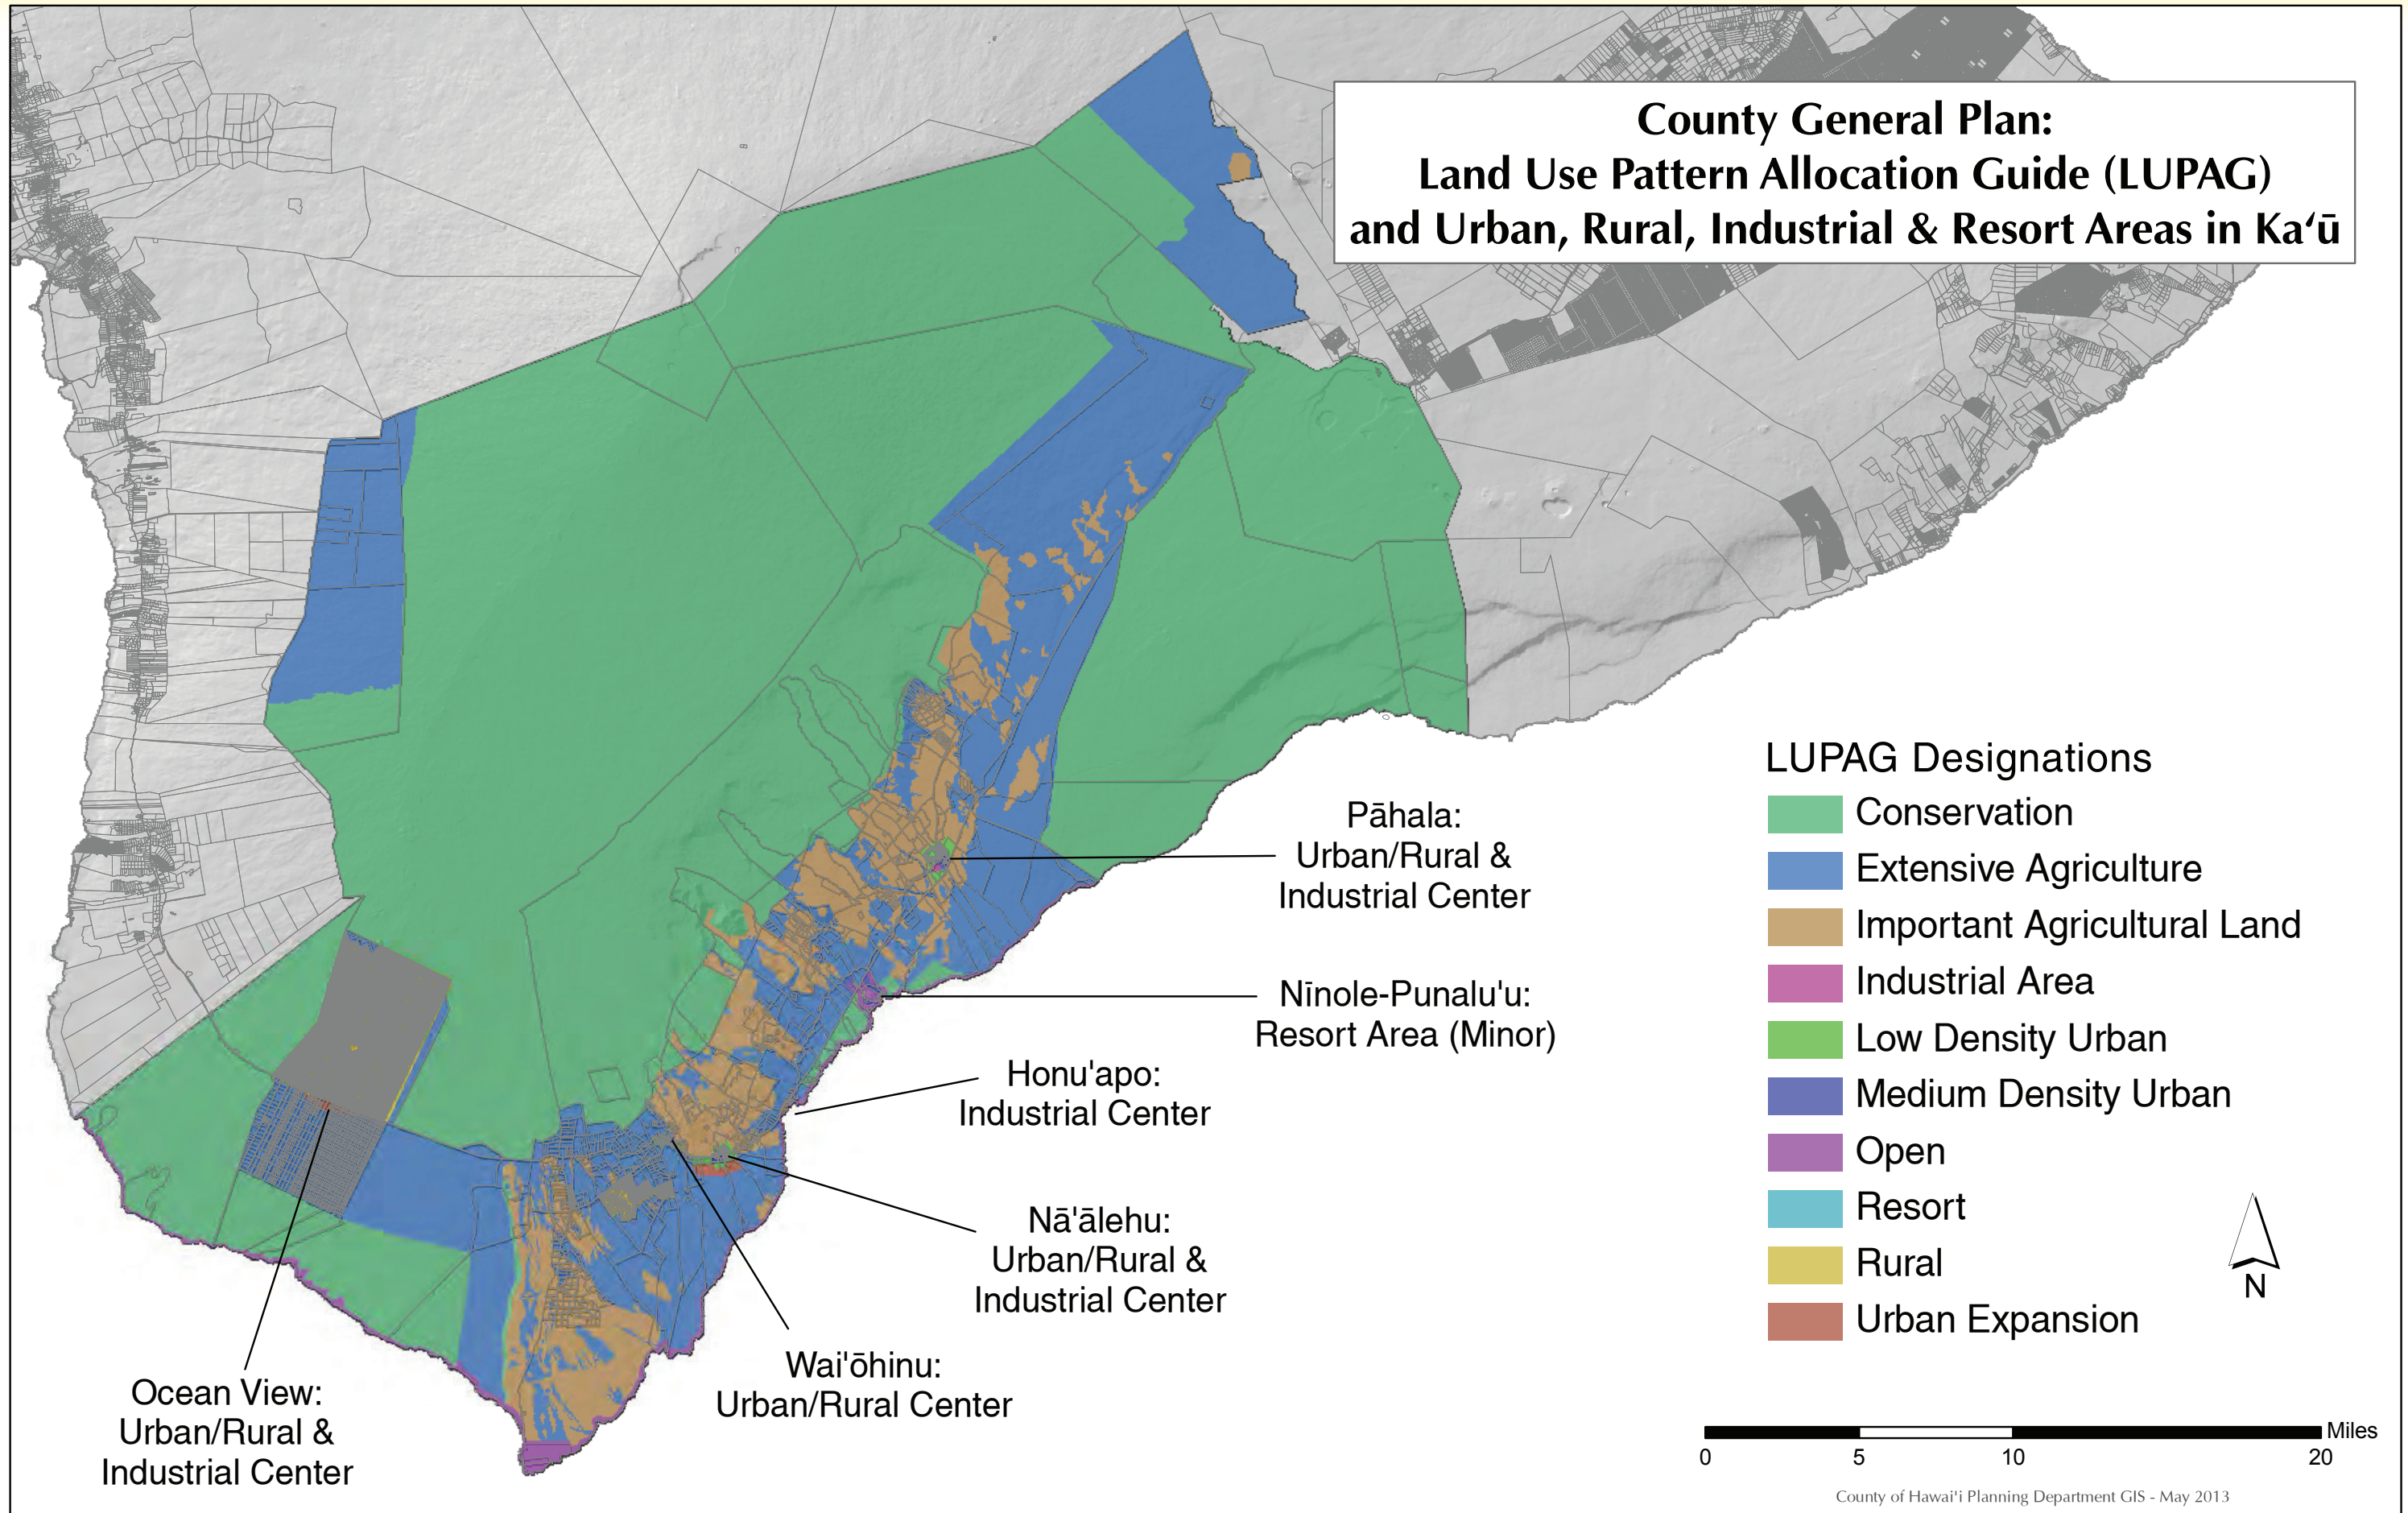 County General Plan:
Land Use Pattern Allocation Guide (LUPAG)
and Urban, Rural, Industrial & Resort Areas in Ka‘ū
Pāhala:
Urban/Rural &
Industrial Center
Nīnole-Punalu'u:
Resort Area (Minor)
Honu'apo:
Industrial Center
Nā'ālehu:
Urban/Rural &
Industrial Center
Wai'ōhinu:
Urban/Rural Center
Ocean View:
Urban/Rural &
Industrial Center
LUPAG Designations
Conservation
Extensive Agriculture
Important Agricultural Land
Industrial Area
Low Density Urban
Medium Density Urban
Open
Resort
Rural
Urban Expansion
N
Miles
0 5 10 20
County of Hawai'i Planning Department GIS - May 2013